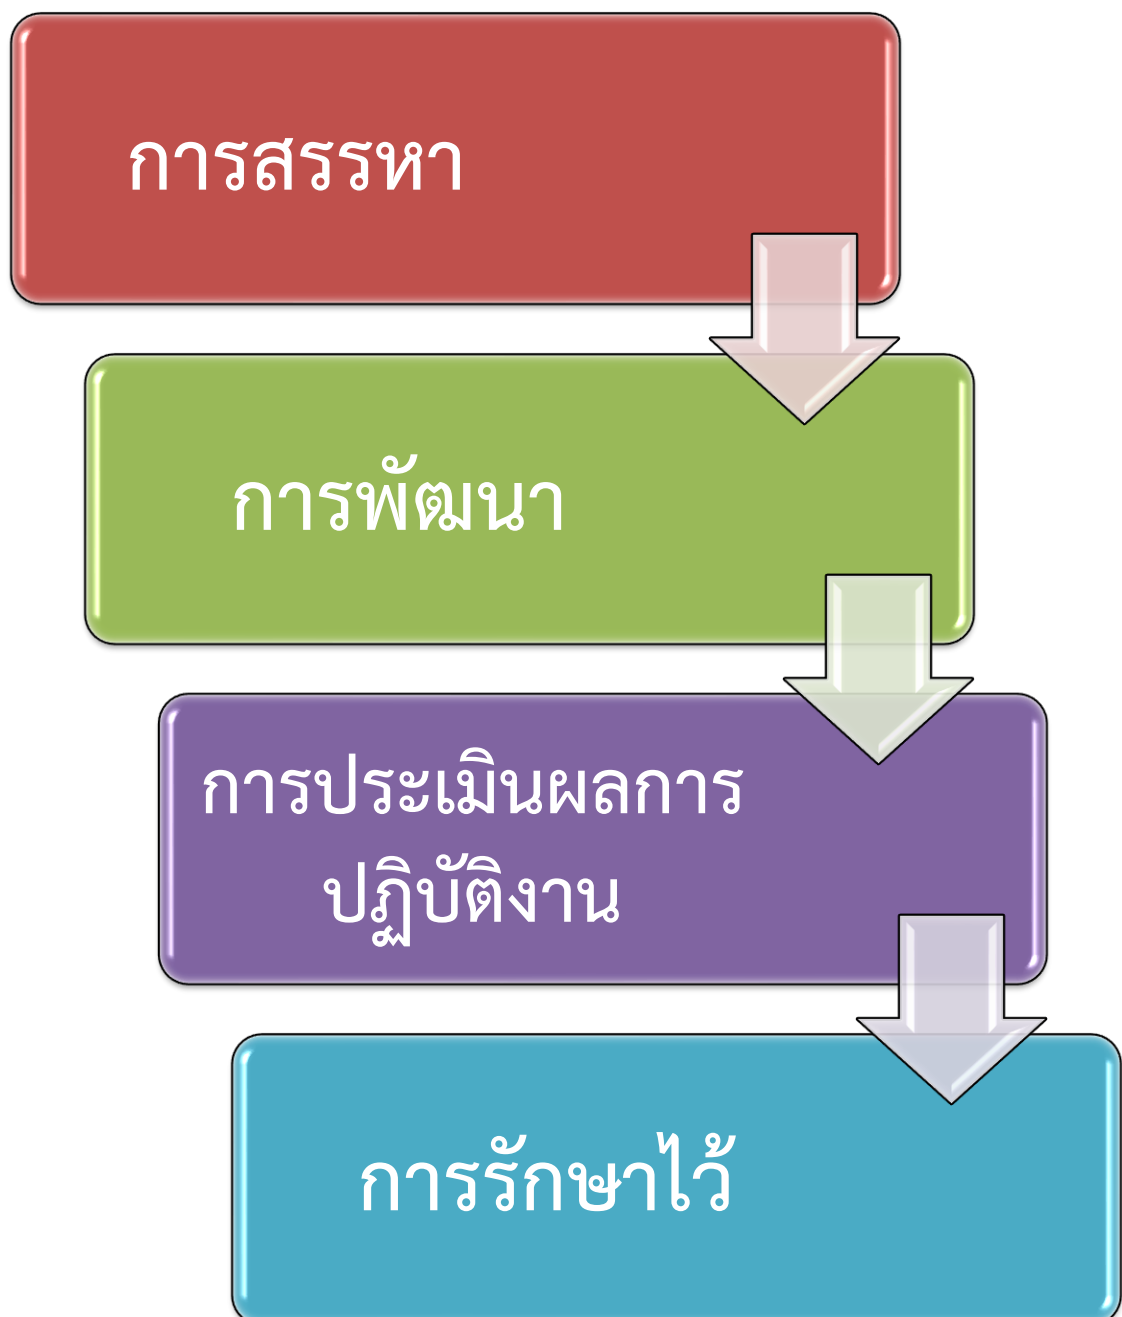 การสรรหา
การพัฒนา
การประเมินผลการ
ปฏิบัติงาน
การรักษาไว้